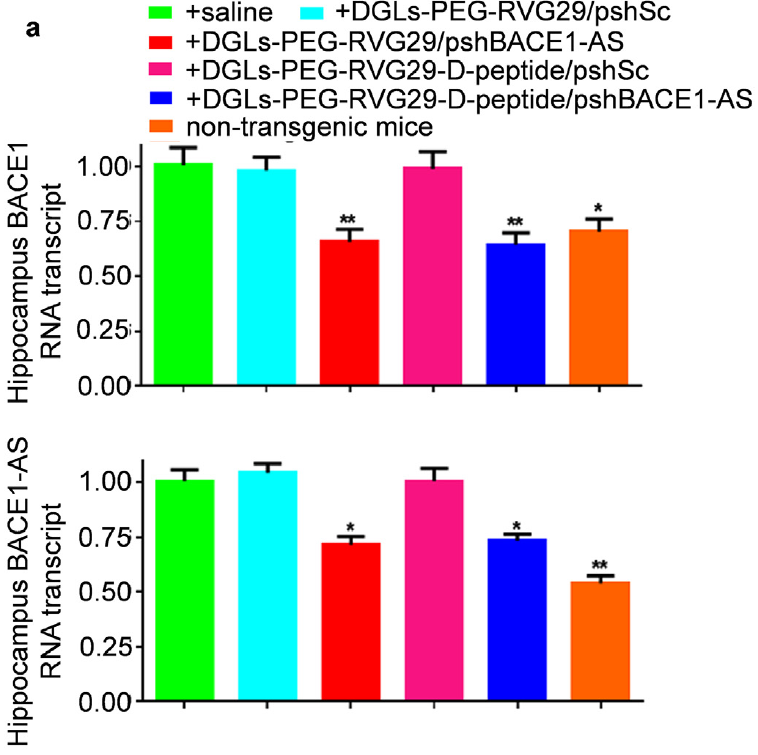 a
+saline +DGLs-PEG-RVG29/pshSc
+DGLs-PEG-RVG29/pshBACE1-AS
+DGLs-PEG-RVG29-D-peptide/pshSc
+DGLs-PEG-RVG29-D-peptide/pshBACE1-AS
non-transgenic mice
Hippocampus BACE1
RNA transcript
1.00
0.75
0.50
0.25
0.00
** ** *
Hippocampus BACE1-AS
RNA transcript
1.00
0.75
0.50
0.25
0.00
* * **